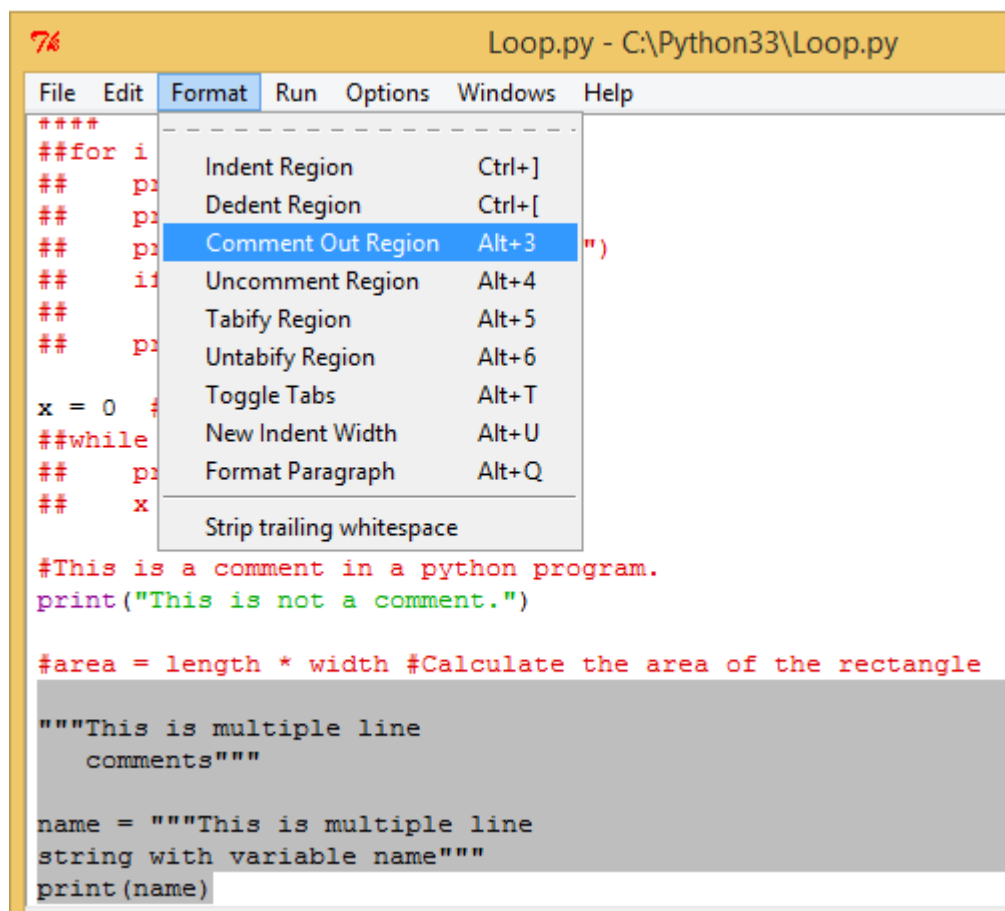 7% Loop.py - C:\Python33\Loop.py
File Edit Format Run Options Windows Help
####
##for i
##
##
##
Indent Region Ctrl+]
Dedent Region Ctrl+[
Comment Out Region Alt+3 ")
Uncomment Region Alt+4
Tabify Region Alt+5
Untabify Region Alt+6
Toggle Tabs Alt+T
New Indent Width Alt+U
Format Paragraph Alt+Q
Strip trailing whitespace
## if
##
##
x = 0 #
##while
##
## x
#This is a comment in a python program.
print("This is not a comment.")
#area = length * width #Calculate the area of the rectangle
"""This is multiple line
comments"""
name = """This is multiple line
string with variable name"""
print(name)